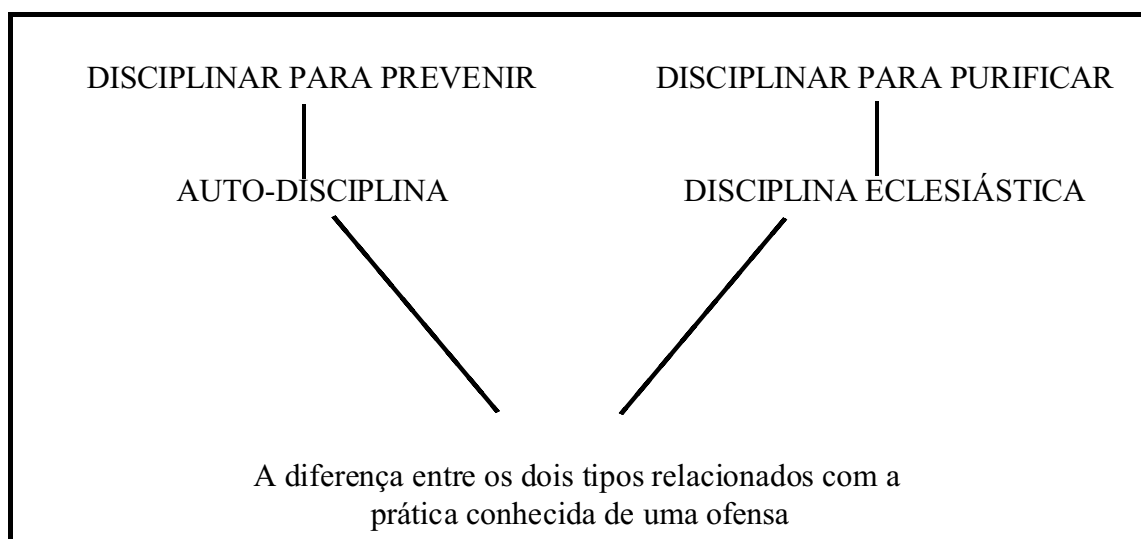 DISCIPLINAR PARA PREVENIR
DISCIPLINAR PARA PURIFICAR
AUTO-DISCIPLINA
DISCIPLINA ECLESIÁSTICA
A diferença entre os dois tipos relacionados com a
prática conhecida de uma ofensa